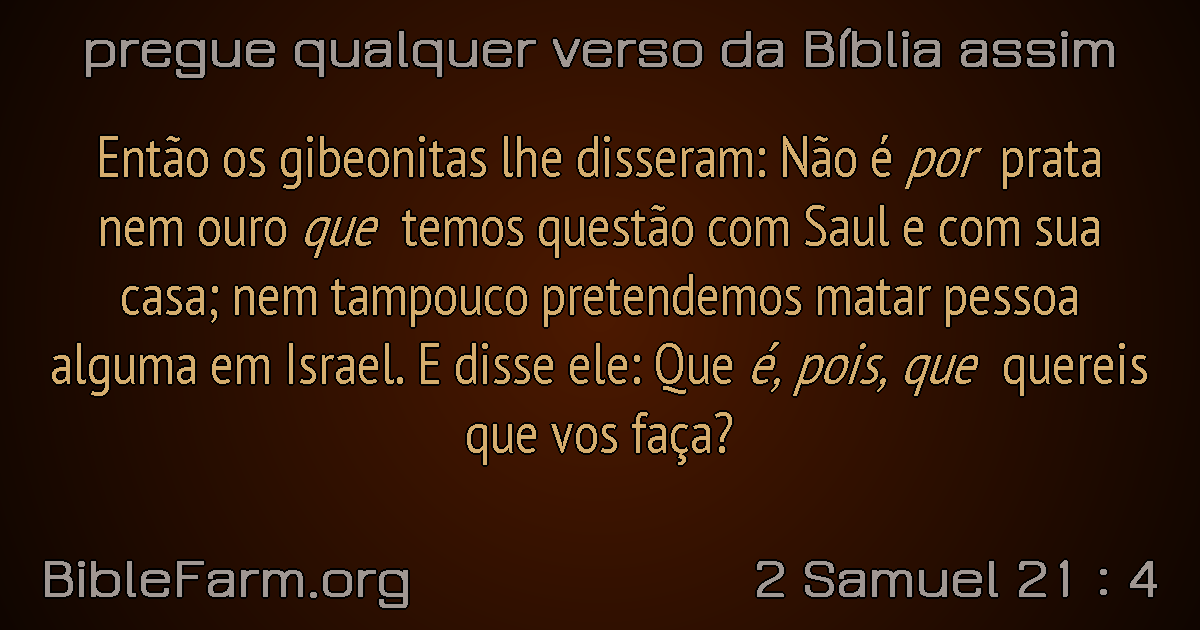 pregue qualquer verso da Bíblia assim
Então os gibeonitas lhe disseram: Não é por prata
nem ouro que temos questão com Saul e com sua
casa; nem tampouco pretendemos matar pessoa
alguma em Israel. E disse ele: Que é, pois, que quereis
que vos faça?
BibleFarm.org
2 Samuel 21 : 4